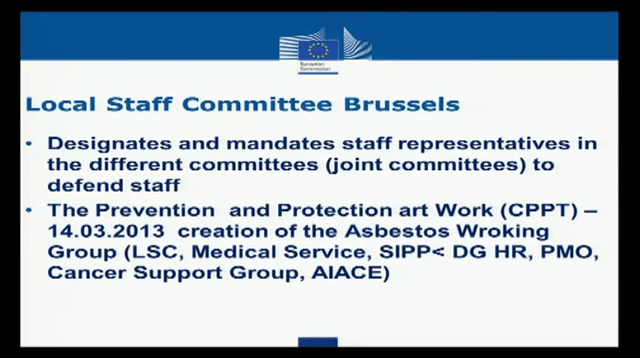 European
Commission
Local Staff Committee Brussels
• Designates and mandates staff representatives in
the different committees (joint committees) to
defend staff
• The Prevention and Protection art Work (CPPT) –
14.03.2013 creation of the Asbestos Wroking
Group (LSC, Medical Service, SIPP< DG HR, PMO,
Cancer Support Group, AIACE)